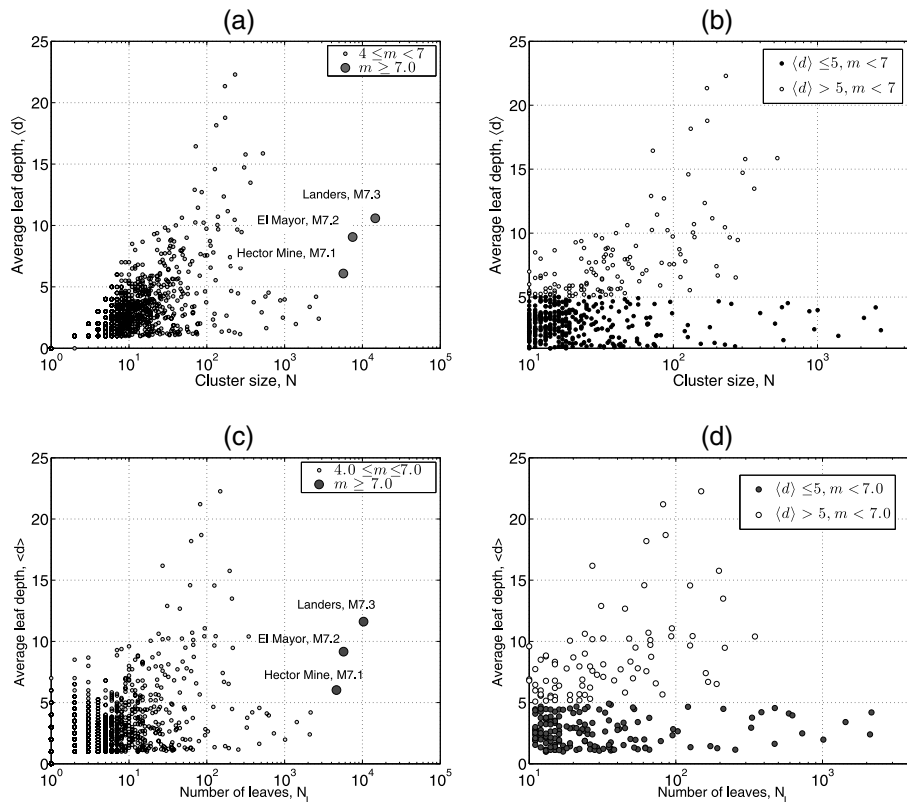 (a)
25
20
15
10
5
0
Average leaf depth, ⟨d⟩
4 ≤m <7
m ≥ 7.0
Landers, M7.3
El Mayor, M7.2
Hector Mine, M7.1
10^0 10^1 10^2 10^3 10^4 10^5
Cluster size, N
(b)
25
20
15
10
5
0
Average leaf depth, ⟨d⟩
⟨d⟩ ≤5, m <7
⟨d⟩ > 5, m < 7
10^1 10^2 10^3
Cluster size, N
(c)
25
20
15
10
5
0
Average leaf depth, <d>
4.0 ≤m ≤7.0
m ≥ 7.0
Landers, M7.3
El Mayor, M7.2
Hector Mine, M7.1
10^0 10^1 10^2 10^3 10^4 10^5
Number of leaves, N_l
(d)
25
20
15
10
5
0
Average leaf depth, <d>
⟨d⟩ ≤5, m < 7.0
⟨d⟩ > 5, m < 7.0
10^1 10^2 10^3
Number of leaves, N_l